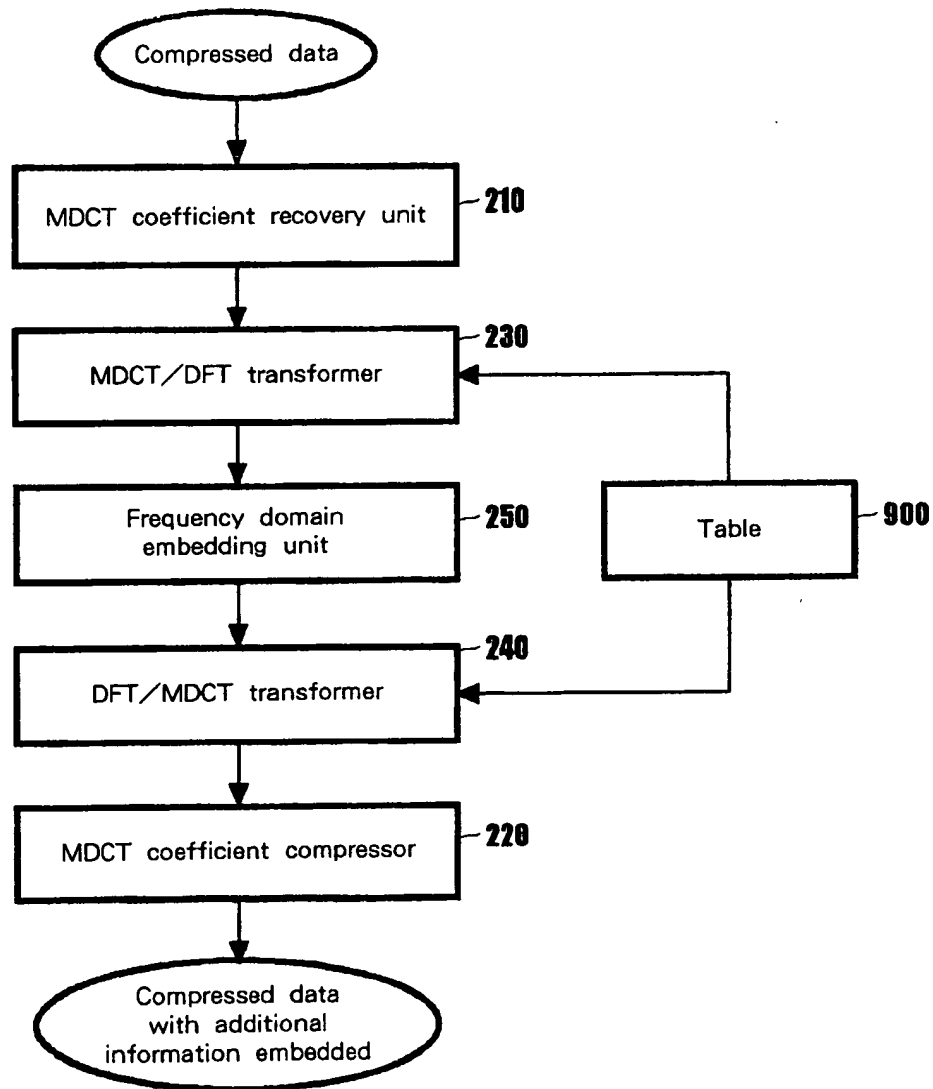 Compressed data
MDCT coefficient recovery unit
210
230
MDCT/DFT transformer
Frequency domain
embedding unit
250
Table
900
240
DFT/MDCT transformer
MDCT coefficient compressor
220
Compressed data
with additional
information embedded